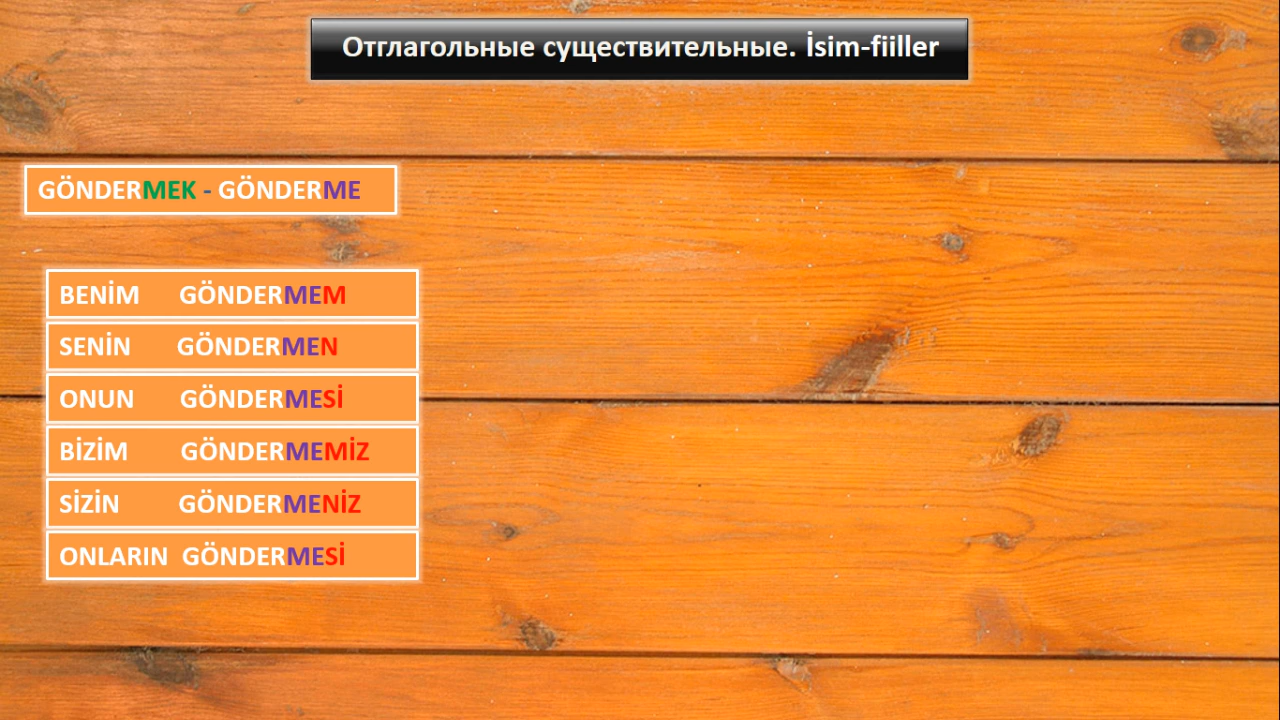 Отглагольные существительные. İsim-fiiller
GÖNDERMEK - GÖNDERME
BENİM GÖNDERMEM
SENİN GÖNDERMEN
ONUN GÖNDERMESİ
BİZİM GÖNDERMEMİZ
SİZİN GÖNDERMENİZ
ONLARIN GÖNDERMESİ